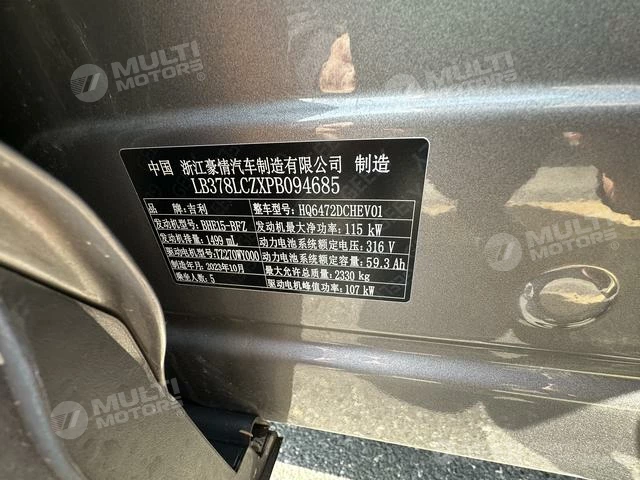 MULTI
MOTORS
MULTI
MOTORS
中国 浙江豪情汽车制造有限公司 制造
LB378LCZXPB094685
品牌：吉利 整车型号：HQ6472DCHEV01
发动机型号：BHE15-BFZ 发动机最大净功率：115 kW
发动机排量：1499 mL 动力电池系统额定电压：316 V
驱动电机型号：TZ270WY0D0 动力电池系统额定容量：59.3 Ah
制造年月：2023年10月 最大允许总质量：2330 kg
乘坐人数：5 驱动电机峰值功率：107 kW
MULTI
MOTORS
MULTI
MOTORS